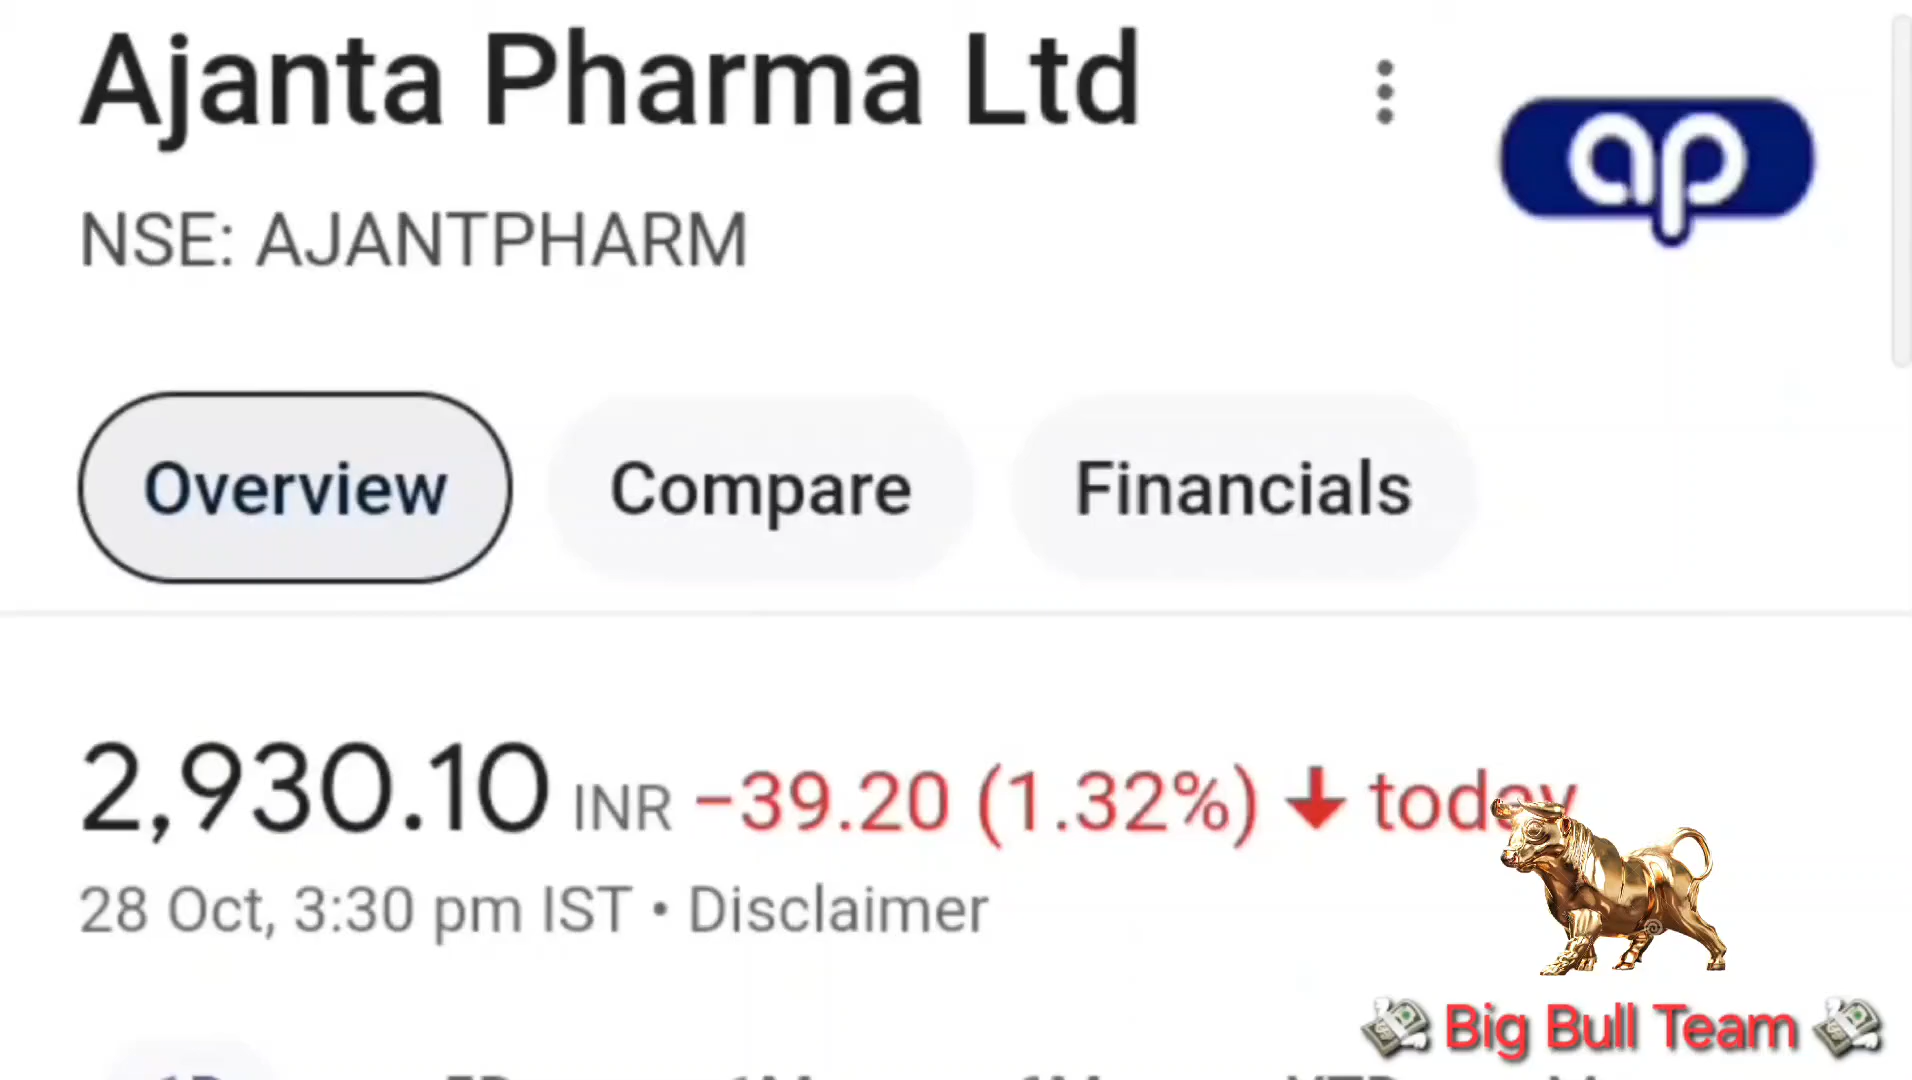 Ajanta Pharma Ltd
ap
NSE: AJANTPHARM
Overview Compare Financials
2,930.10 INR −39.20 (1.32%) ↓ today
28 Oct, 3:30 pm IST • Disclaimer
Big Bull Team